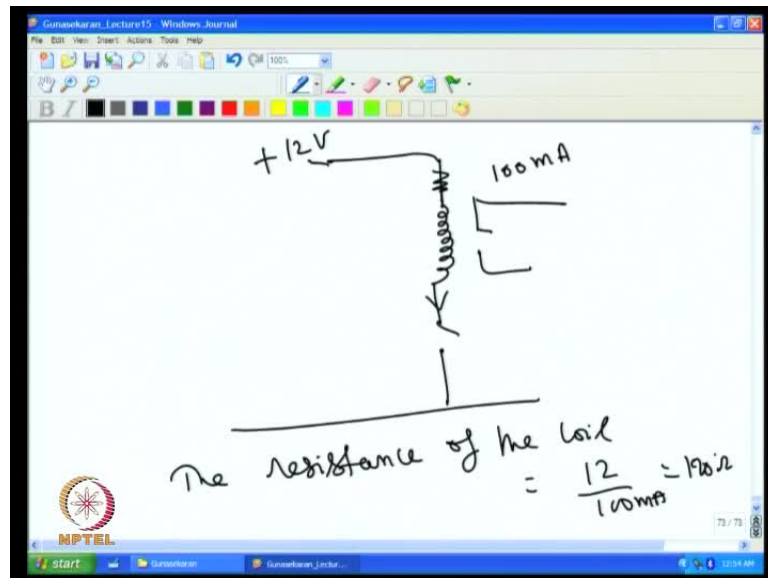 Gunasekaran_Lecture15 - Windows Journal
File Edit View Insert Actions Tools Help
100%
B I
+12V
100mA
The resistance of the coil
= 12 / 100mA = 120Ω
NPTEL
73 / 73
start
Gunasekaran
Gunasekaran_Lectur...
12:54 AM